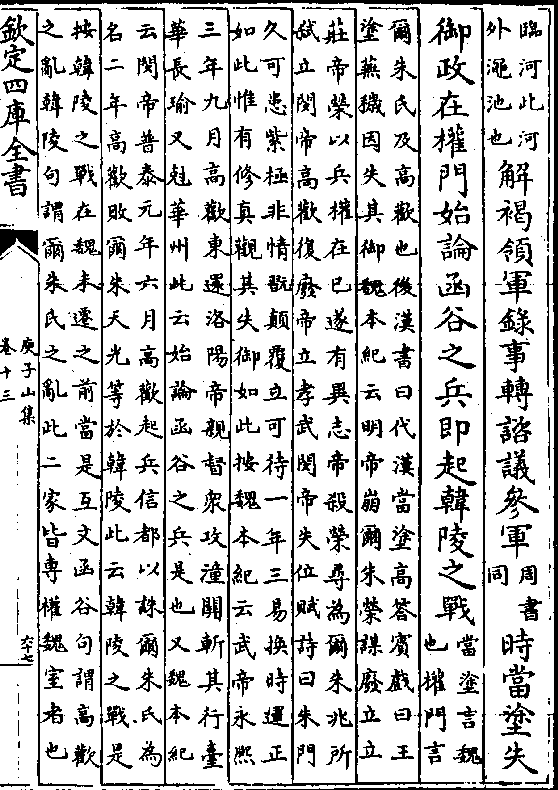 臨河此河
外澠池也
解褐領軍錄事轉諮議參軍
周書
同
時當塗失
御政在權門始論函谷之兵即起韓陵之戰
當塗言魏
也權門言
爾朱氏及高歡也後漢書曰代漢當塗高答賓戲曰王
塗蕪穢因失其御魏本紀云明帝崩爾朱榮謀廢立立
莊帝榮以兵權在已遂有異志帝殺榮尋為爾朱兆所
弒立閔帝高歡復廢帝立孝武閔帝失位賦詩曰朱門
久可患紫極非情翫顛覆立可待一年三易換時運正
如此惟有修真觀其失御如此按魏本紀云武帝永熙
三年九月高歡東還洛陽帝親督衆攻潼關斬其行臺
華長瑜又尅華州此云始論函谷之兵是也又魏本紀
云閔帝普泰元年六月高歡起兵信都以誅爾朱氏為
名二年高歡敗爾朱天光等於韓陵此云韓陵之戰是
按韓陵之戰在魏未遷之前當是互文函谷句謂高歡
之亂韓陵句謂爾朱氏之亂此二家皆專權魏室者也
欽定四庫全書
庾子山集
卷十三
六十七